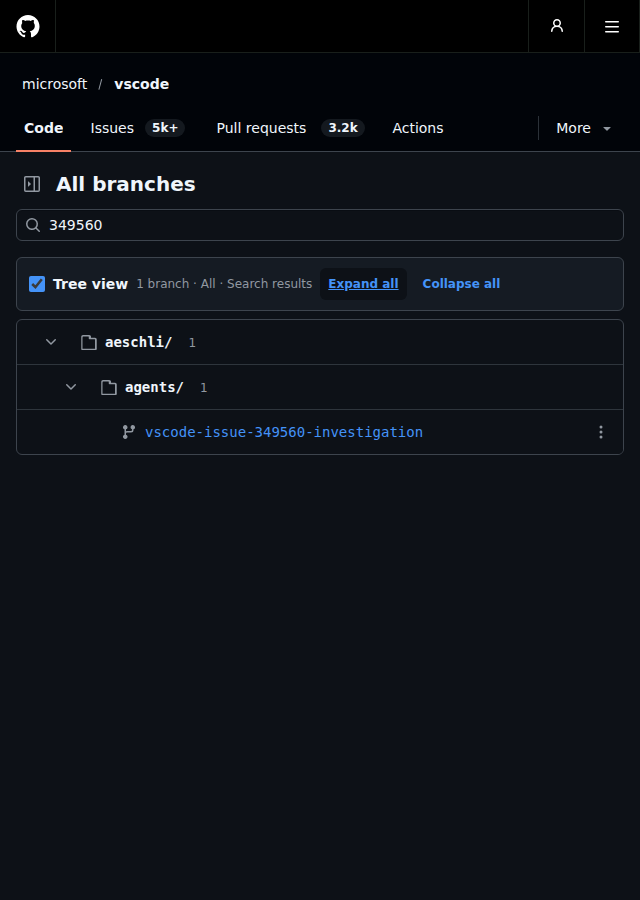 microsoft / vscode
Code Issues 5k+ Pull requests 3.2k Actions More
All branches
349560
Tree view 1 branch · All · Search results Expand all Collapse all
aeschli/ 1
agents/ 1
vscode-issue-349560-investigation